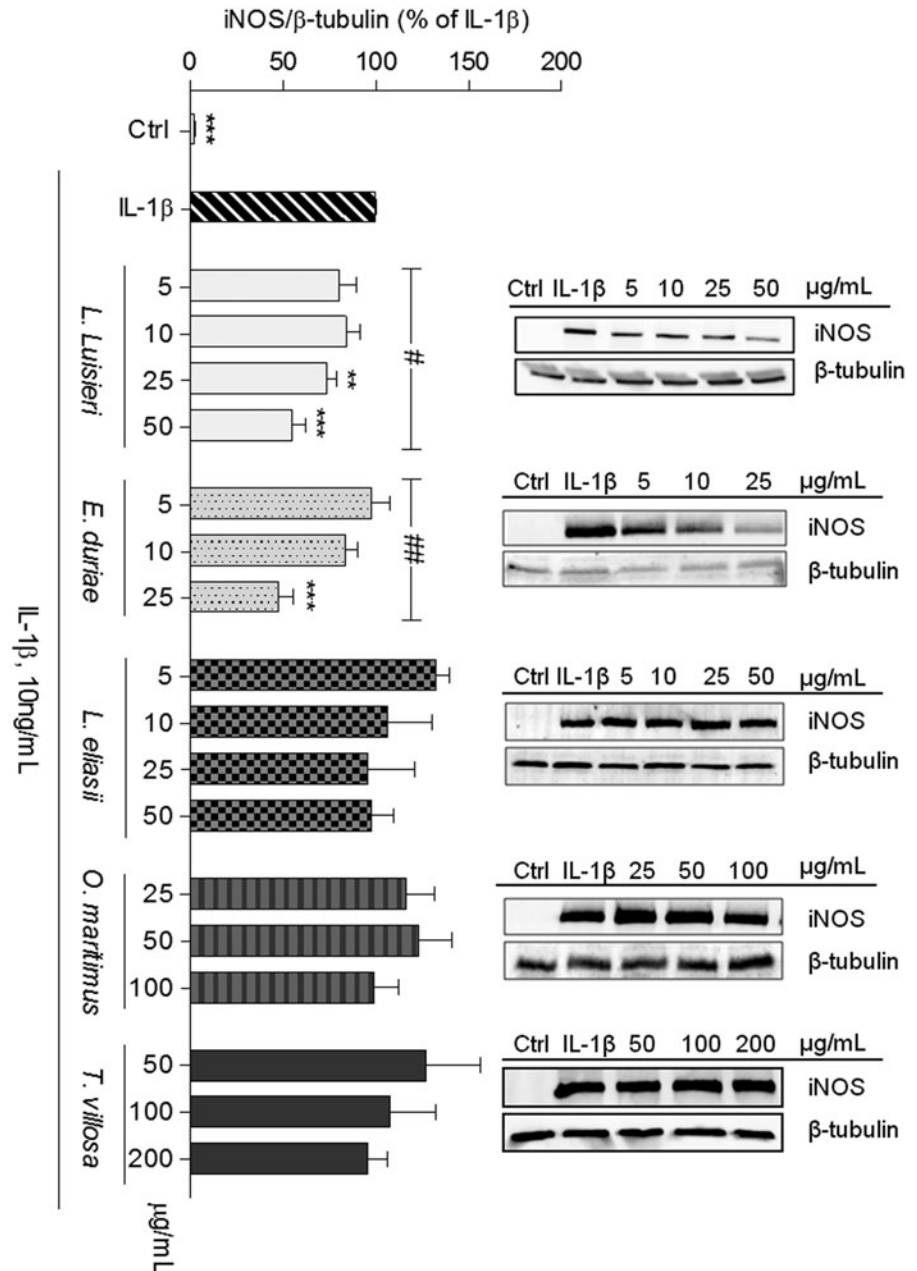 iNOS/β-tubulin (% of IL-1β)
0 50 100 150 200
Ctrl ***
IL-1β
L. Luisieri
5
10
25 **
50 ***
#
E. duriae
5
10
25 ***
##
L. eliasii
5
10
25
50
O. maritimus
25
50
100
T. villosa
50
100
200
µg/mL
IL-1β, 10ng/mL
Ctrl IL-1β 5 10 25 50 µg/mL
iNOS
β-tubulin
Ctrl IL-1β 5 10 25 µg/mL
iNOS
β-tubulin
Ctrl IL-1β 5 10 25 50 µg/mL
iNOS
β-tubulin
Ctrl IL-1β 25 50 100 µg/mL
iNOS
β-tubulin
Ctrl IL-1β 50 100 200 µg/mL
iNOS
β-tubulin